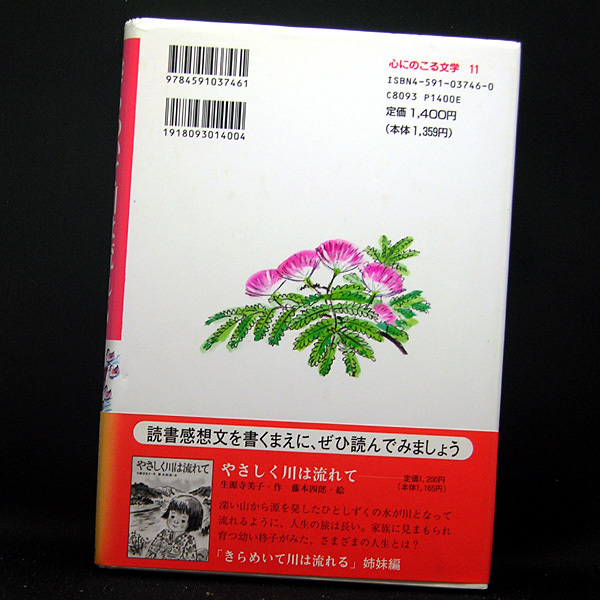 9784591037461
1918093014004
心にのこる文学 11
ISBN4-591-03746-0
C8093 P1400E
定価1,400円
(本体1,359円)
読書感想文を書くまえに、ぜひ読んでみましょう
やさしく川は流れて
やさしく川は流れて
生源寺美子・作 藤本四郎・絵
定価1,200円
(本体1,165円)
深い山から源を発したひとしずくの水が川となって
流れるように、人生の旅は長い。家族に見まもられ
育つ幼い柊子がみた、さまざまの人生とは?
「きらめいて川は流れる」姉妹編